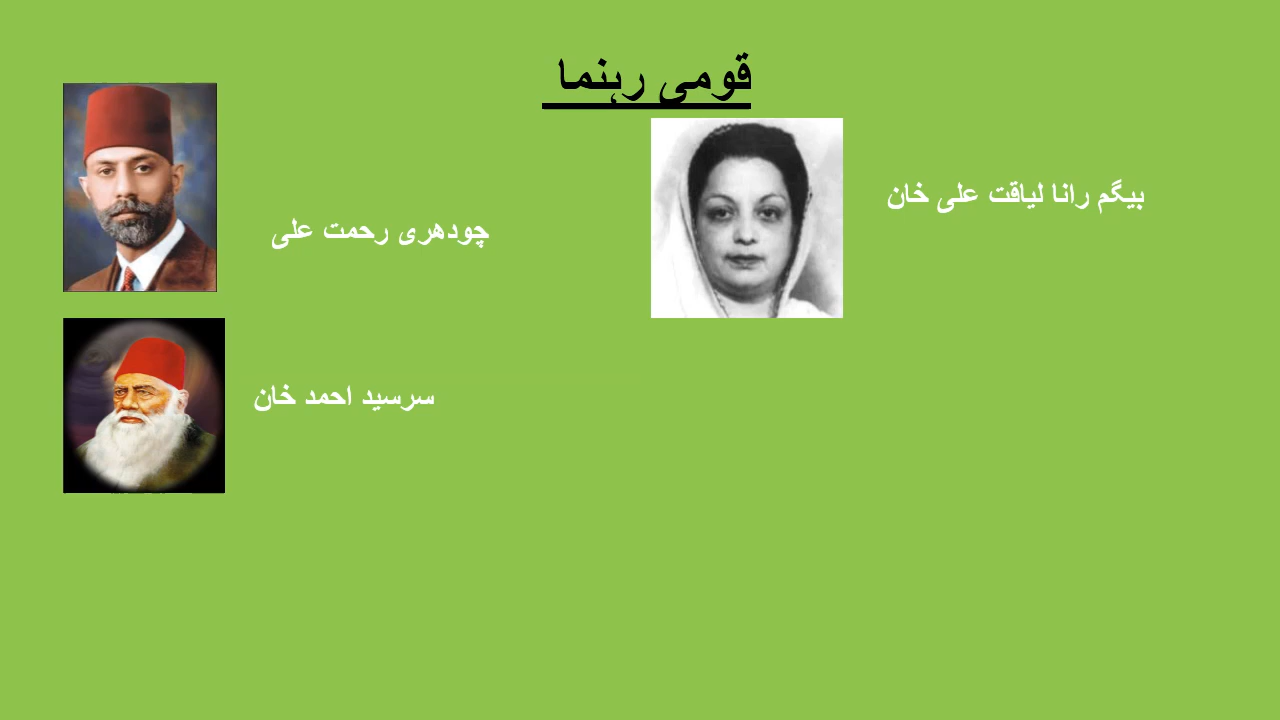 قومی رہنما
بیگم رانا لیاقت علی خان
چودھری رحمت علی
سرسید احمد خان